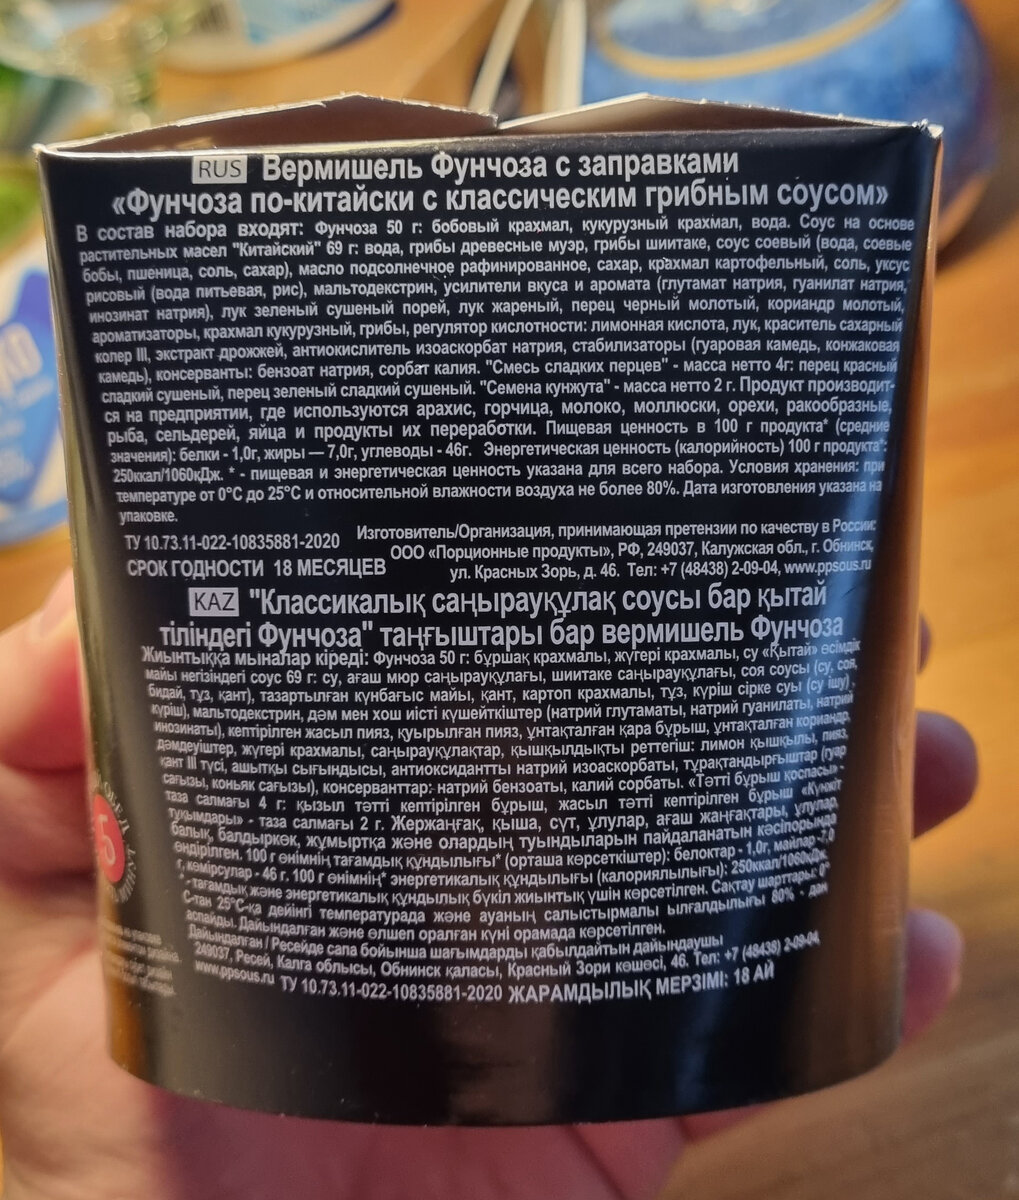 RUS Вермишель Фунчоза с заправками
«Фунчоза по-китайски с классическим грибным соусом»
В состав набора входят: Фунчоза 50 г: бобовый крахмал, кукурузный крахмал, вода. Соус на основе
растительных масел "Китайский" 69 г: вода, грибы древесные муэр, грибы шиитаке, соус соевый (вода, соевые
бобы, пшеница, соль, сахар), масло подсолнечное рафинированное, сахар, крахмал картофельный, соль, уксус
рисовый (вода питьевая, рис), мальтодекстрин, усилители вкуса и аромата (глутамат натрия, гуанилат натрия,
инозинат натрия), лук зеленый сушеный порей, лук жареный, перец черный молотый, кориандр молотый,
ароматизаторы, крахмал кукурузный, грибы, регулятор кислотности: лимонная кислота, лук, краситель сахарный
колер III, экстракт дрожжей, антиокислитель изоаскорбат натрия, стабилизаторы (гуаровая камедь, конжаковая
камедь), консерванты: бензоат натрия, сорбат калия. "Смесь сладких перцев" - масса нетто 4г: перец красный
сладкий сушеный, перец зеленый сладкий сушеный. "Семена кунжута" - масса нетто 2 г. Продукт производит-
ся на предприятии, где используются арахис, горчица, молоко, моллюски, орехи, ракообразные,
рыба, сельдерей, яйца и продукты их переработки. Пищевая ценность в 100 г продукта* (средние
значения): белки - 1,0г, жиры — 7,0г, углеводы - 46г. Энергетическая ценность (калорийность) 100 г продукта*:
250ккал/1060кДж. * - пищевая и энергетическая ценность указана для всего набора. Условия хранения: при
температуре от 0°С до 25°С и относительной влажности воздуха не более 80%. Дата изготовления указана на
упаковке.
ТУ 10.73.11-022-10835881-2020
СРОК ГОДНОСТИ 18 МЕСЯЦЕВ
Изготовитель/Организация, принимающая претензии по качеству в России:
ООО «Порционные продукты», РФ, 249037, Калужская обл., г. Обнинск,
ул. Красных Зорь, д. 46. Тел: +7 (48438) 2-09-04, www.ppsous.ru
KAZ "Классикалық саңырауқұлақ соусы бар қытай
тіліндегі Фунчоза" таңғыштары бар вермишель Фунчоза
Жиынтыққа мыналар кіреді: Фунчоза 50 г: бұршақ крахмалы, жүгері крахмалы, су «Қытай» өсімдік
майы негізіндегі соус 69 г: су, ағаш мюр саңырауқұлағы, шиитаке саңырауқұлағы, соя соусы (су, соя,
бидай, тұз, қант), тазартылған күнбағыс майы, қант, картоп крахмалы, тұз, күріш сірке суы (су ішу),
күріш), мальтодекстрин, дәм мен хош иісті күшейткіштер (натрий глутаматы, натрий гуанилаты, натрий
инозинаты), кептірілген жасыл пияз, қуырылған пияз, ұнтақталған қара бұрыш, ұнтақталған кориандр,
дәмдеуіштер, жүгері крахмалы, саңырауқұлақтар, қышқылдықты реттегіш: лимон қышқылы, пияз,
қант III түсі, ашытқы сығындысы, антиоксидантты натрий изоаскорбаты, тұрақтандырғыштар (гуар
сағызы, коньяк сағызы), консерванттар: натрий бензоаты, калий сорбаты. «Тәтті бұрыш қоспасы» -
таза салмағы 4 г: қызыл тәтті кептірілген бұрыш, жасыл тәтті кептірілген бұрыш «Күнжіт
тұқымдары» - таза салмағы 2 г. Жержаңғақ, қыша, сүт, ұлулар, ағаш жаңғақтары, ұлулар,
балық, балдыркөк, жұмыртқа және олардың туындыларын пайдаланатын кәсіпорында
өндірілген. 100 г өнімнің тағамдық құндылығы* (орташа көрсеткіштер): белоктар - 1,0г, майлар -7,0
г, көмірсулар - 46 г. 100 г өнімнің* энергетикалық құндылығы (калориялылығы): 250ккал/1060кДж.
* - тағамдық және энергетикалық құндылық бүкіл жиынтық үшін көрсетілген. Сақтау шарттары: 0°
С-тан 25°С-қа дейінгі температурада және ауаның салыстырмалы ылғалдылығы 80% - дан
аспайды. Дайындалған және өлшеп оралған күні орамада көрсетілген.
Дайындалған / Ресейде сапа бойынша шағымдарды қабылдайтын дайындаушы
249037, Ресей, Калга облысы, Обнинск қаласы, Красный Зори көшесі, 46. Тел: +7 (48438) 2-09-04,
www.ppsous.ru ТУ 10.73.11-022-10835881-2020 ЖАРАМДЫЛЫҚ МЕРЗІМІ: 18 АЙ
5